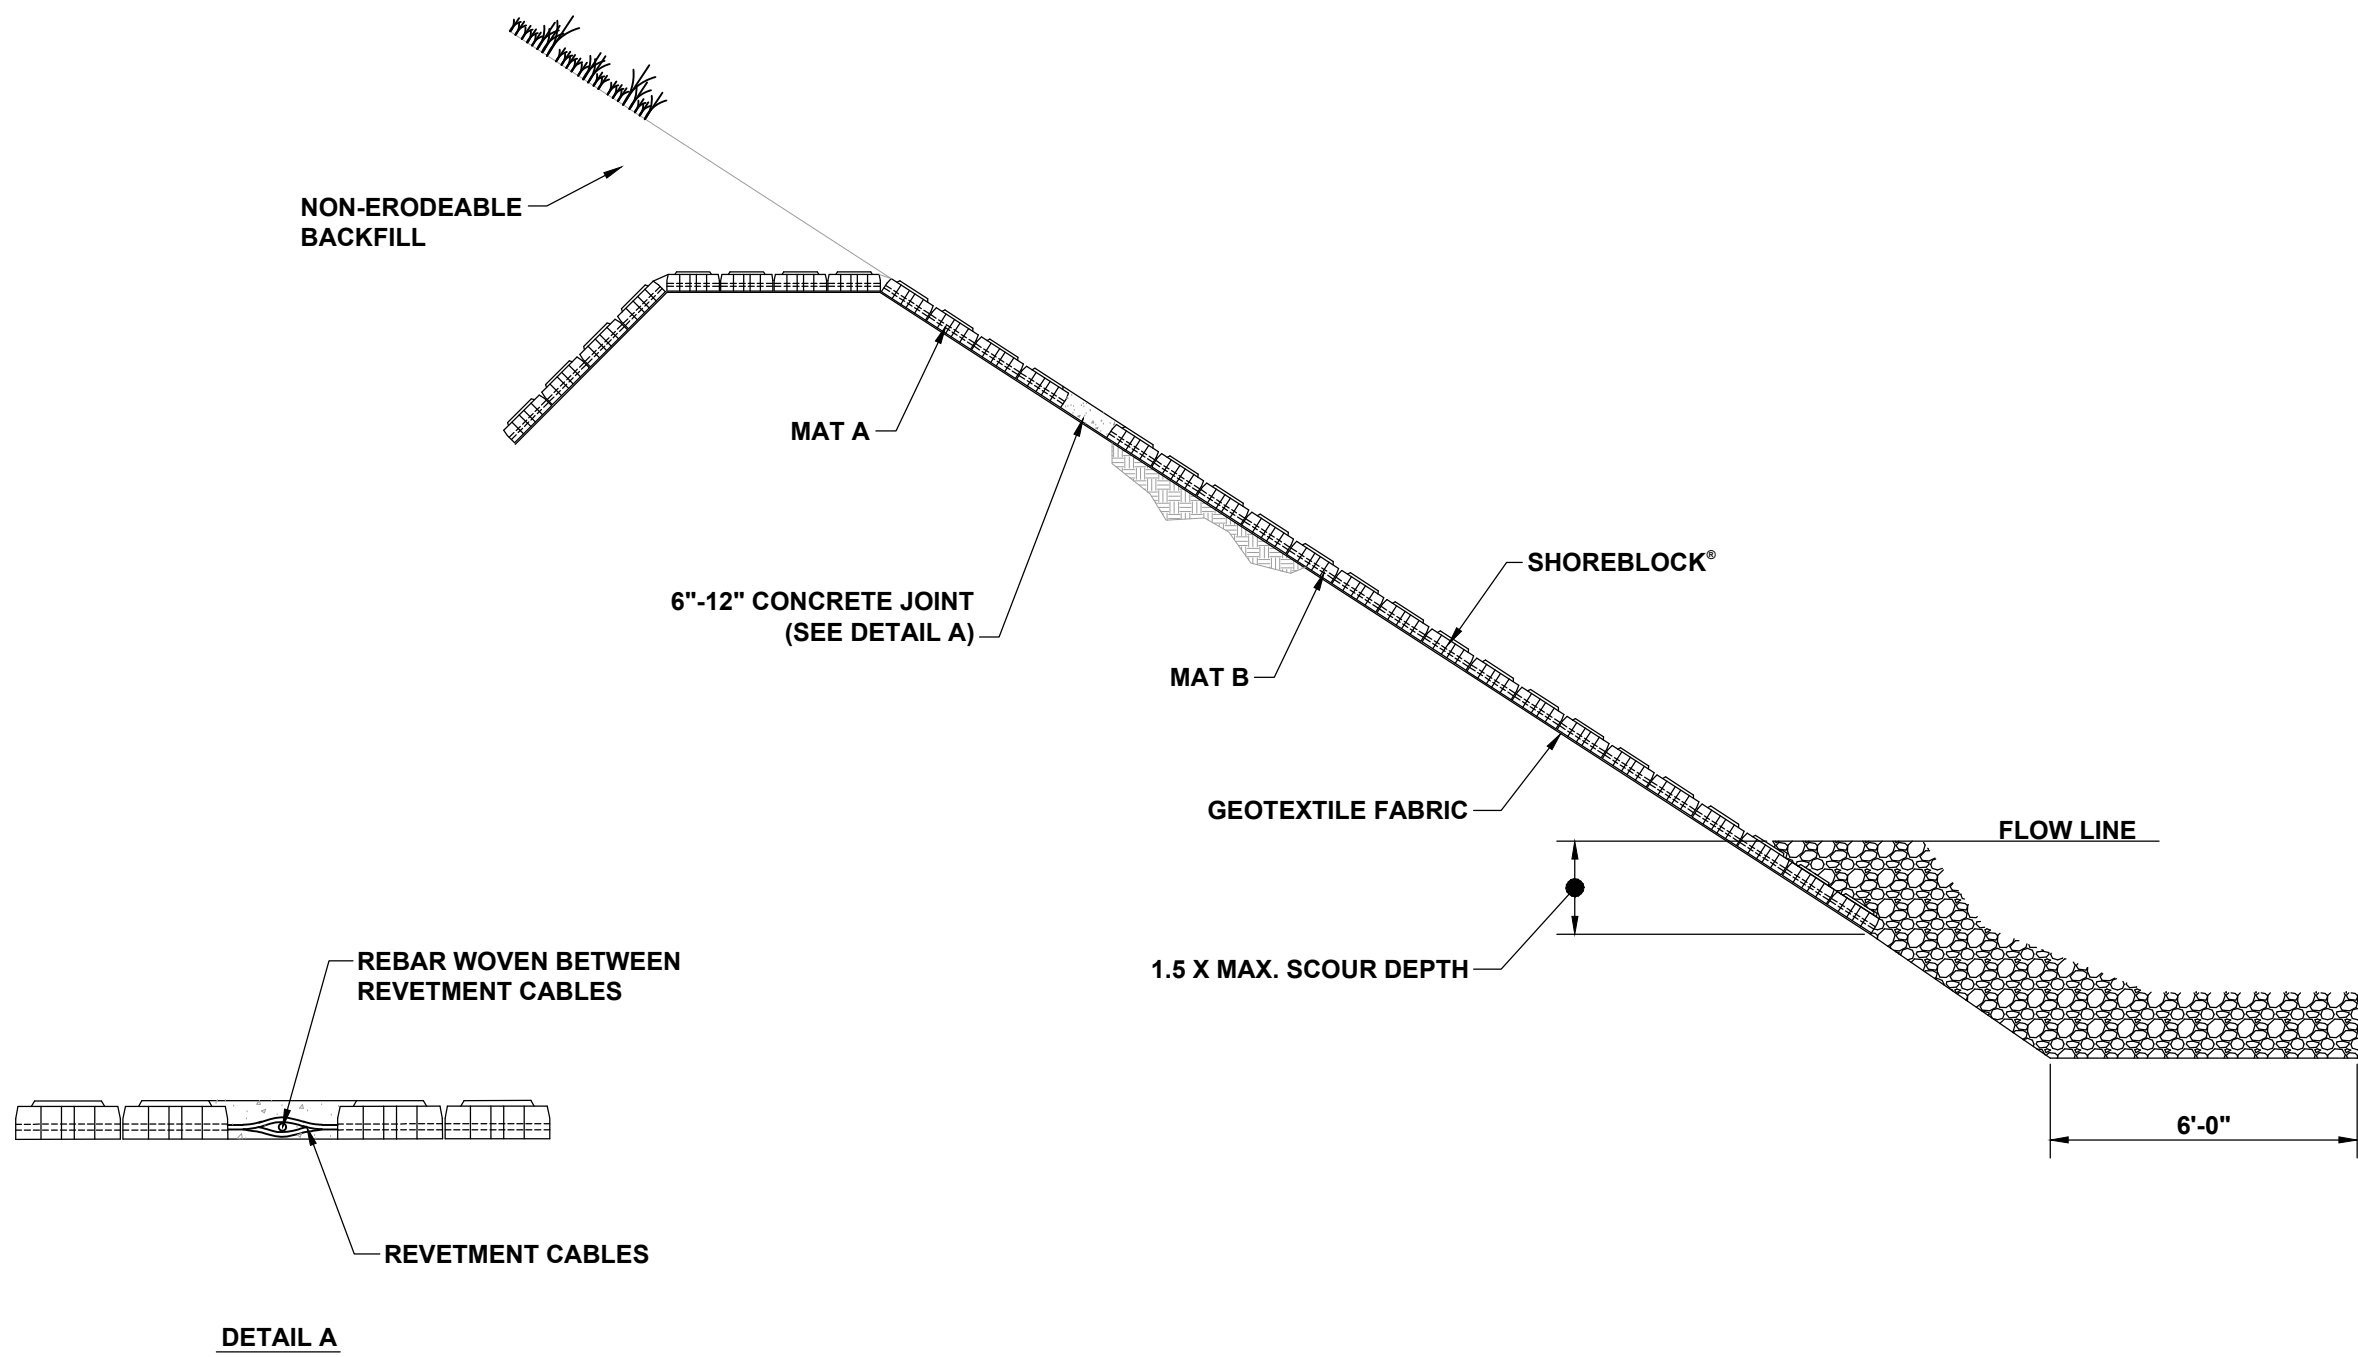 NON-ERODEABLE
BACKFILL
MAT A
6"-12" CONCRETE JOINT
(SEE DETAIL A)
SHOREBLOCK®
MAT B
GEOTEXTILE FABRIC
FLOW LINE
1.5 X MAX. SCOUR DEPTH
6'-0"
REBAR WOVEN BETWEEN
REVETMENT CABLES
REVETMENT CABLES
DETAIL A